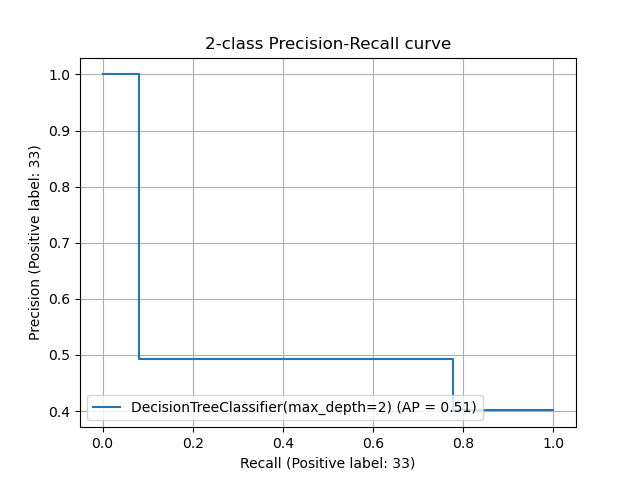 2-class Precision-Recall curve
1.0
0.9
0.8
0.7
0.6
0.5
0.4
Precision (Positive label: 33)
DecisionTreeClassifier(max_depth=2) (AP = 0.51)
0.0 0.2 0.4 0.6 0.8 1.0
Recall (Positive label: 33)